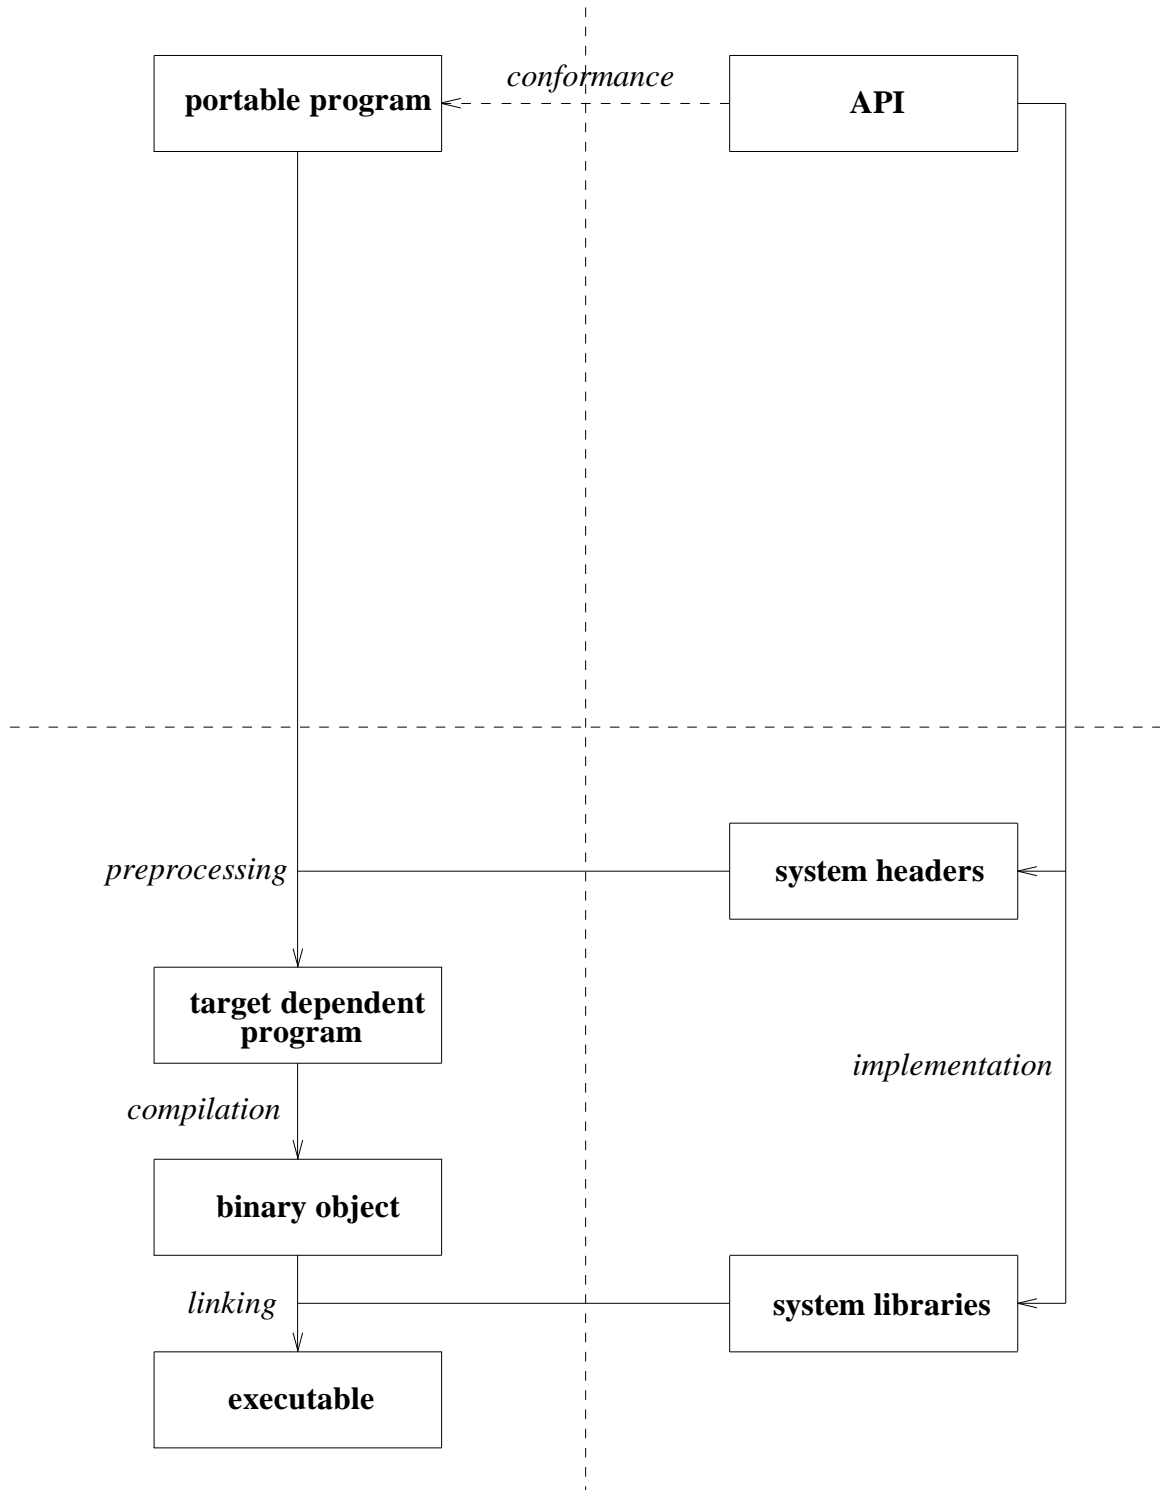 conformance
portable program
API
preprocessing
system headers
target dependent
program
implementation
compilation
binary object
linking
system libraries
executable